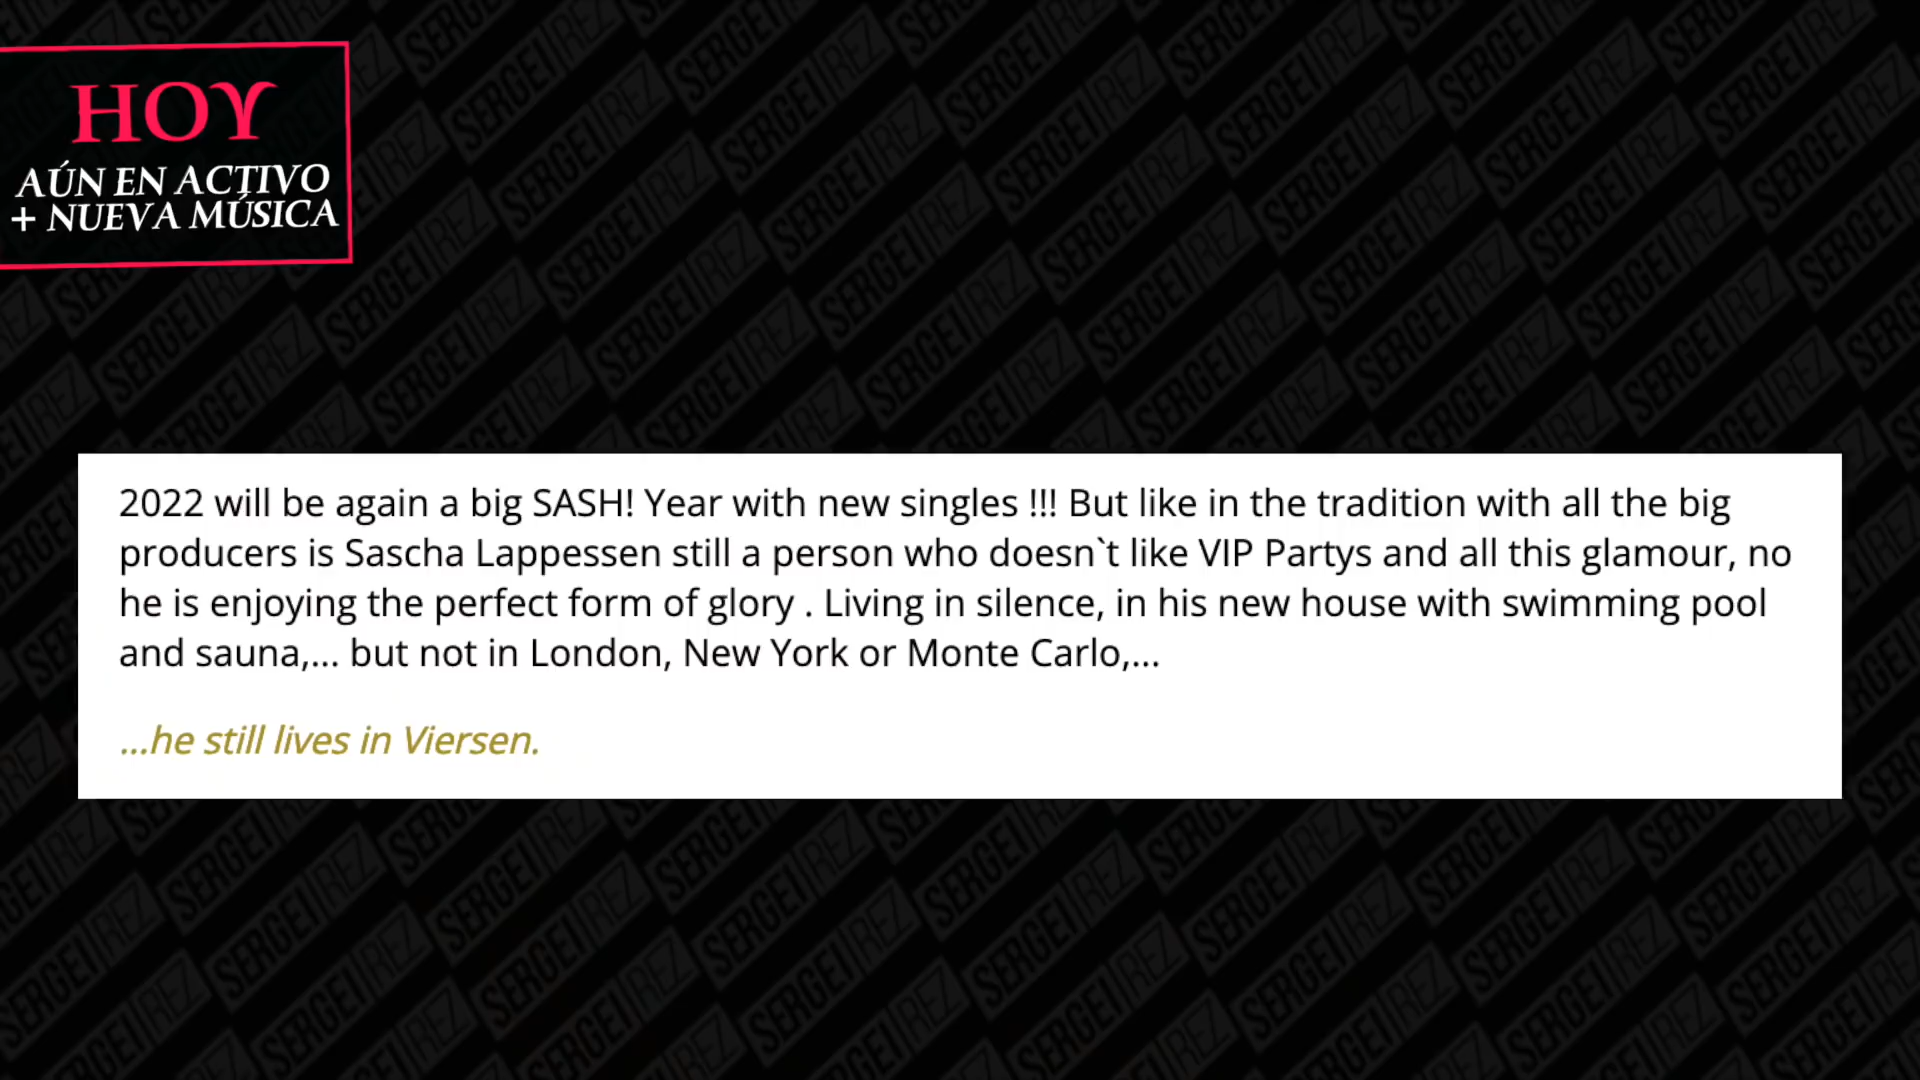 HOY
AÚN EN ACTIVO
+ NUEVA MÚSICA
2022 will be again a big SASH! Year with new singles !!! But like in the tradition with all the big
producers is Sascha Lappessen still a person who doesn`t like VIP Partys and all this glamour, no
he is enjoying the perfect form of glory . Living in silence, in his new house with swimming pool
and sauna,... but not in London, New York or Monte Carlo,...
...he still lives in Viersen.
SERGEI REZ